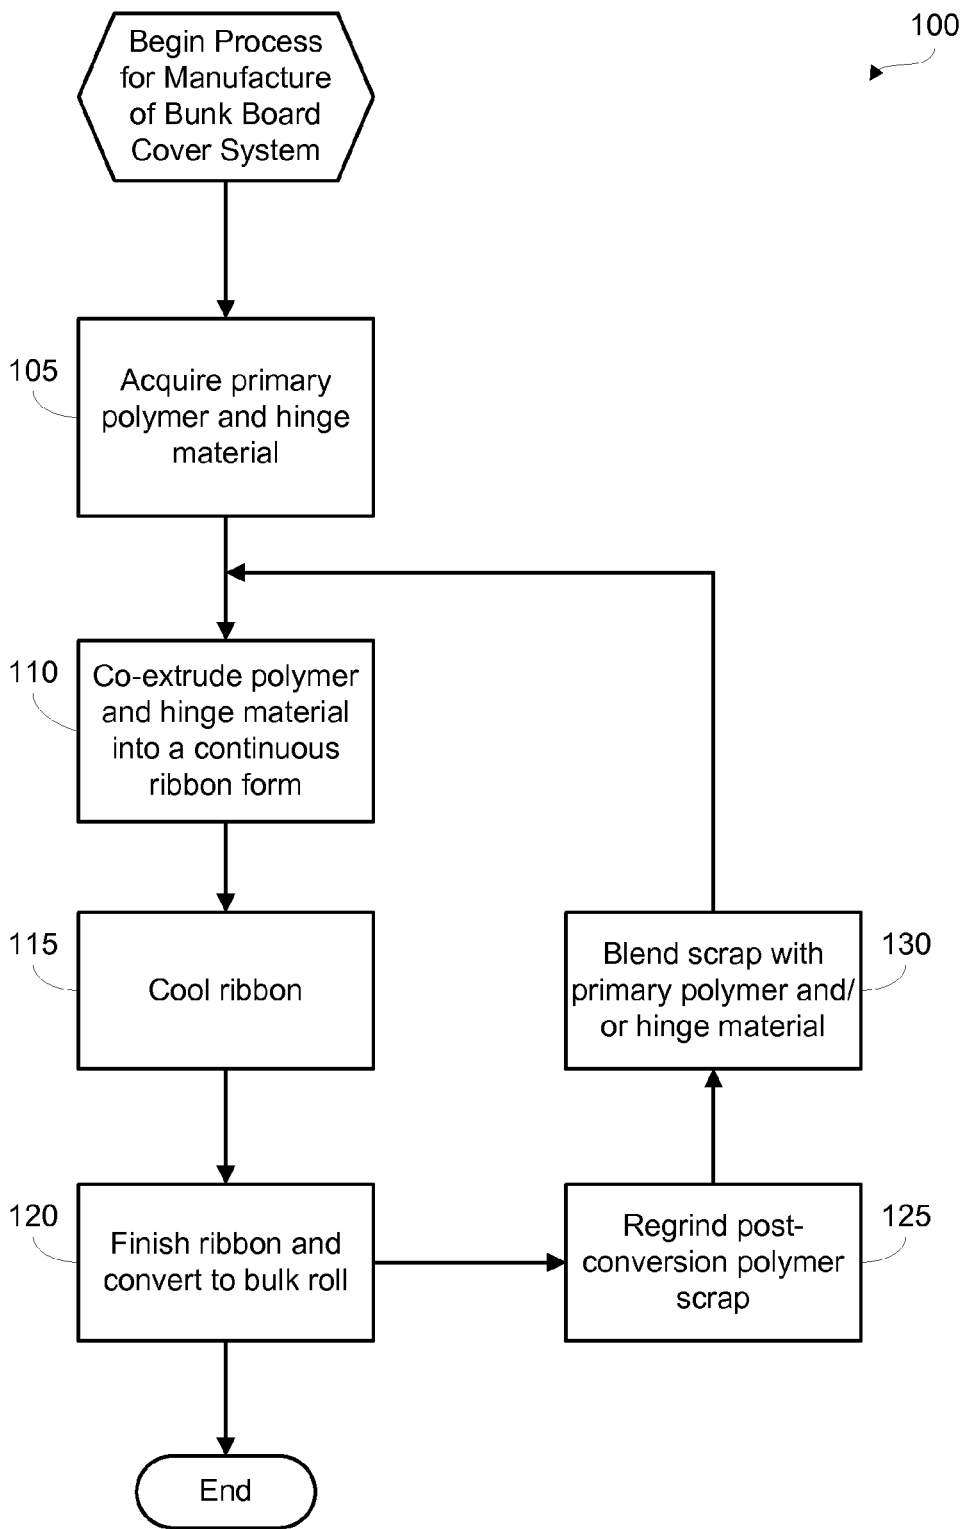 100
Begin Process
for Manufacture
of Bunk Board
Cover System
105
Acquire primary
polymer and hinge
material
110
Co-extrude polymer
and hinge material
into a continuous
ribbon form
115
Cool ribbon
130
Blend scrap with
primary polymer and/
or hinge material
120
Finish ribbon and
convert to bulk roll
125
Regrind post-
conversion polymer
scrap
End